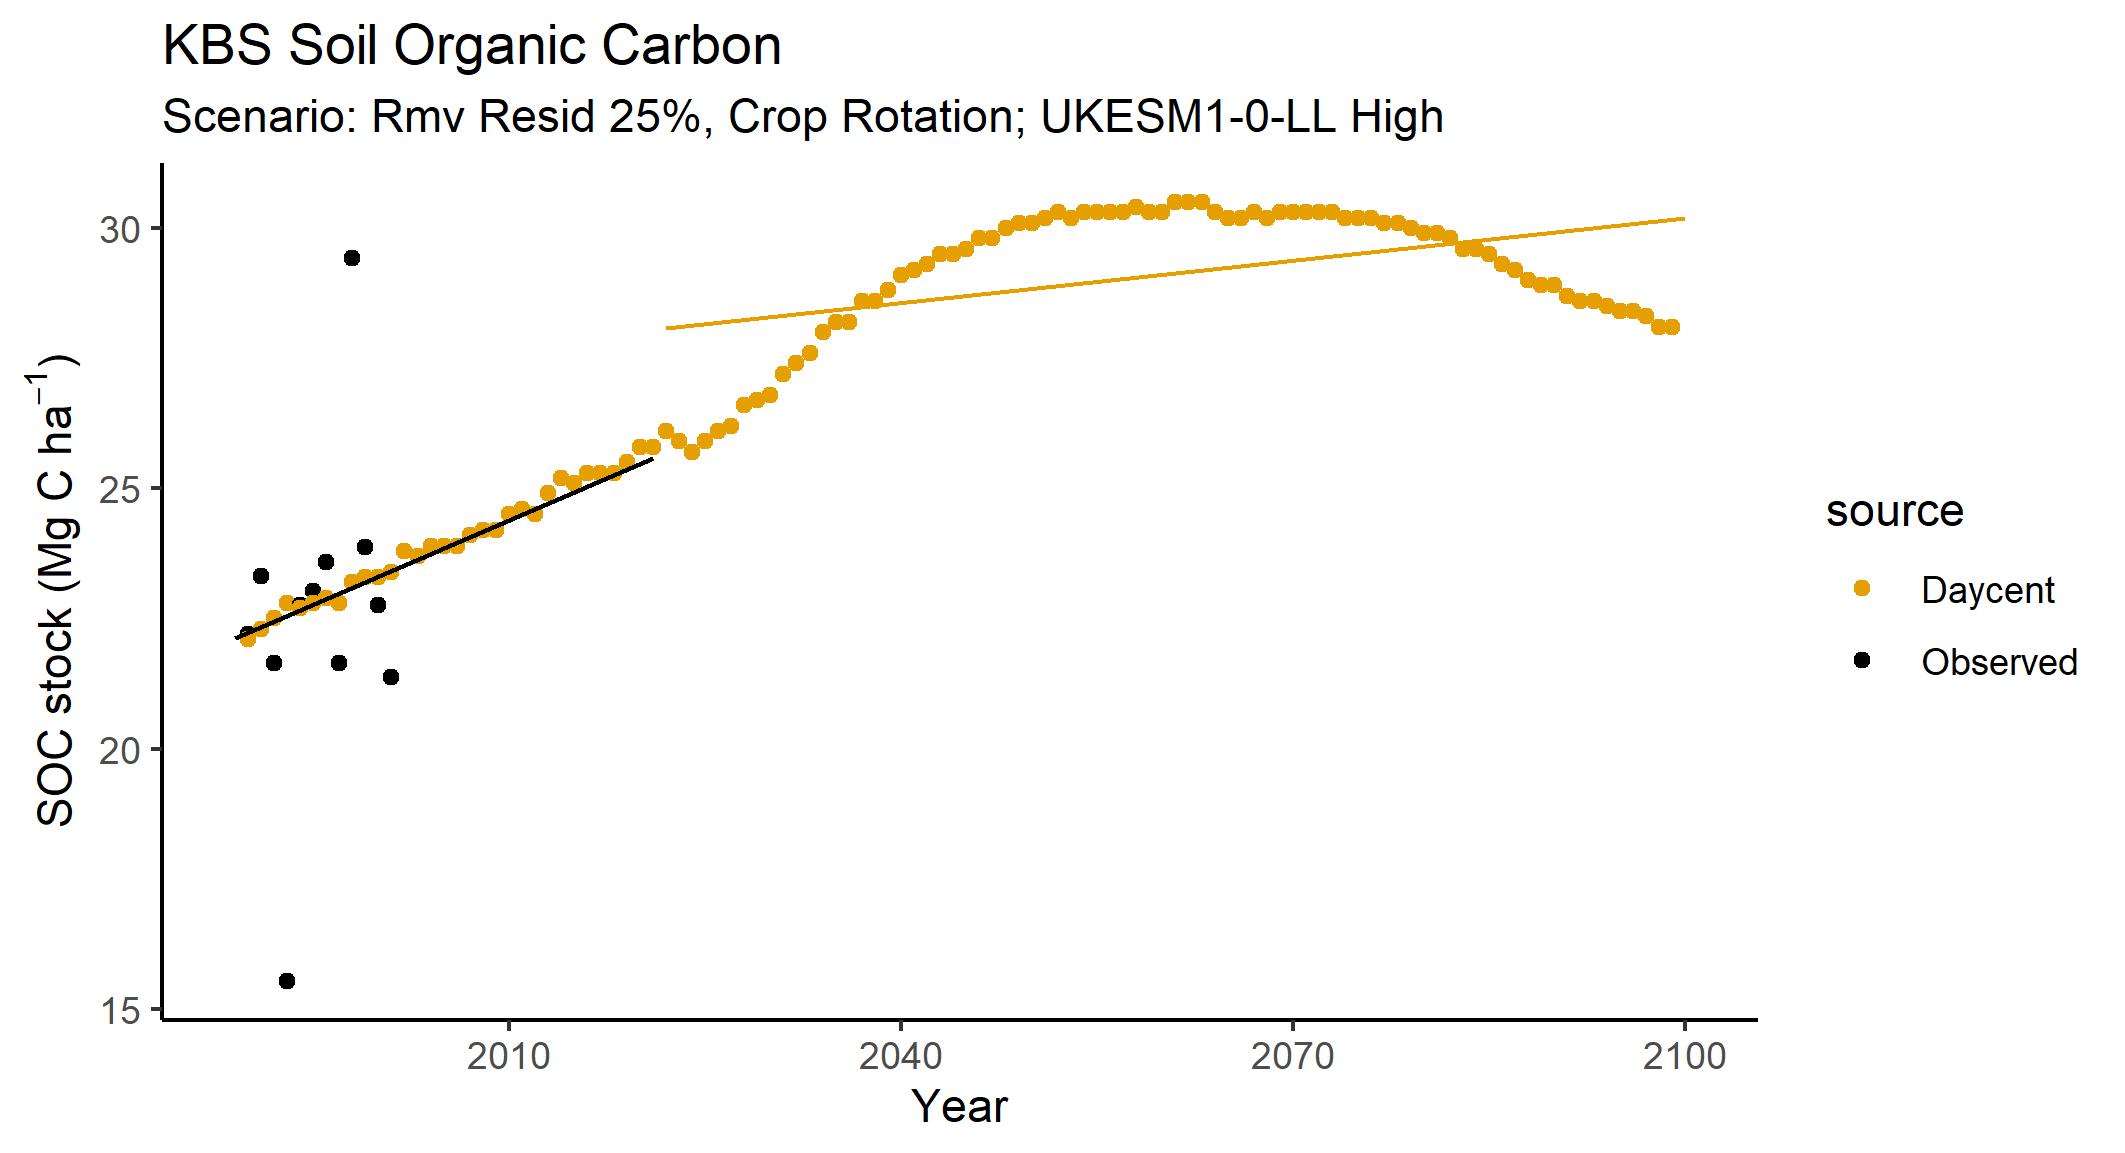 KBS Soil Organic Carbon
Scenario: Rmv Resid 25%, Crop Rotation; UKESM1-0-LL High
SOC stock (Mg C ha⁻¹)
30
25
20
15
2010 2040 2070 2100
Year
source
Daycent
Observed